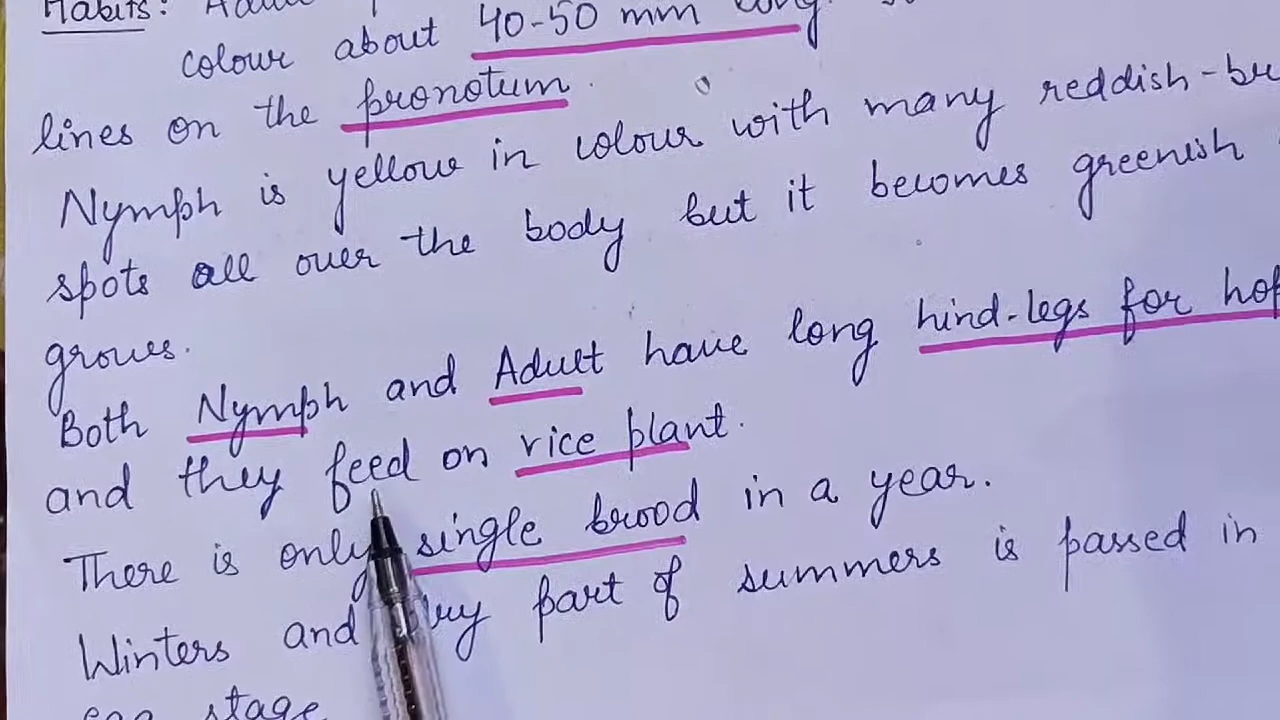 Habits:
colour about 40-50 mm long.
lines on the pronotum.
Nymph is yellow in colour with many reddish-
spots all over the body but it becomes greenish
grows.
Both Nymph and Adult have long hind-legs for
and they feed on rice plant.
There is only single brood in a year.
Winters and part of summers is passed in
egg stage